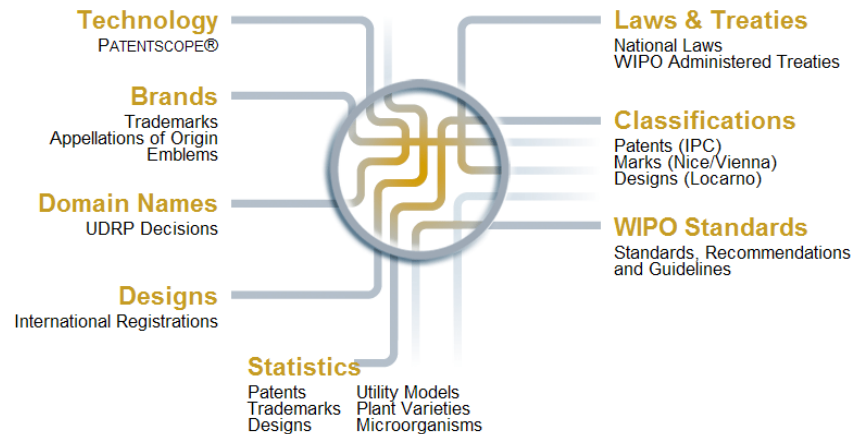 Technology
PATENTSCOPE®
Brands
Trademarks
Appellations of Origin
Emblems
Domain Names
UDRP Decisions
Designs
International Registrations
Statistics
Patents Utility Models
Trademarks Plant Varieties
Designs Microorganisms
Laws & Treaties
National Laws
WIPO Administered Treaties
Classifications
Patents (IPC)
Marks (Nice/Vienna)
Designs (Locarno)
WIPO Standards
Standards, Recommendations
and Guidelines